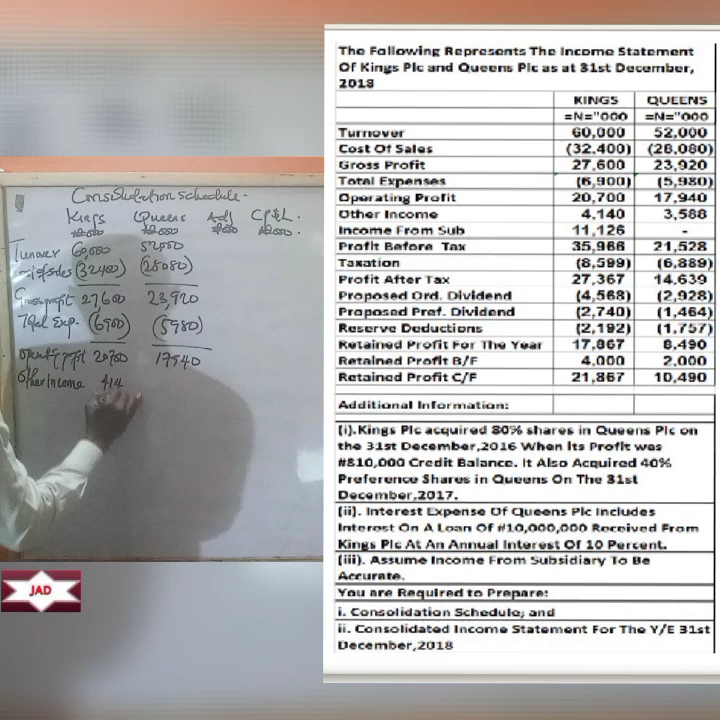 Consolidation Schedule.
Kings Queens Adj CP&L.
Turnover 60,000 52,000
Cost of sales (32400) (28080)
Gross profit 27,600 23,920
Total Exp. (6900) (5980)
20700 17940
Other Income 414
JAD
The Following Represents The Income Statement
Of Kings Plc and Queens Plc as at 31st December,
2018
KINGS QUEENS
=N="000 =N="000
Turnover 60,000 52,000
Cost Of Sales (32,400) (28,080)
Gross Profit 27,600 23,920
Total Expenses (6,900) (5,980)
Operating Profit 20,700 17,940
Other Income 4,140 3,588
Income From Sub 11,126 -
Profit Before Tax 35,966 21,528
Taxation (8,599) (6,889)
Profit After Tax 27,367 14,639
Proposed Ord. Dividend (4,568) (2,928)
Proposed Pref. Dividend (2,740) (1,464)
Reserve Deductions (2,192) (1,757)
Retained Profit For The Year 17,867 8,490
Retained Profit B/F 4,000 2,000
Retained Profit C/F 21,867 10,490
Additional Information:
(i).Kings Plc acquired 80% shares in Queens Plc on
the 31st December,2016 When Its Profit was
#810,000 Credit Balance. It Also Acquired 40%
Preference Shares in Queens On The 31st
December,2017.
(ii). Interest Expense Of Queens Plc Includes
Interest On A Loan Of #10,000,000 Received From
Kings Plc At An Annual Interest Of 10 Percent.
(iii). Assume Income From Subsidiary To Be
Accurate.
You are Required to Prepare:
i. Consolidation Schedule; and
ii. Consolidated Income Statement For The Y/E 31st
December,2018